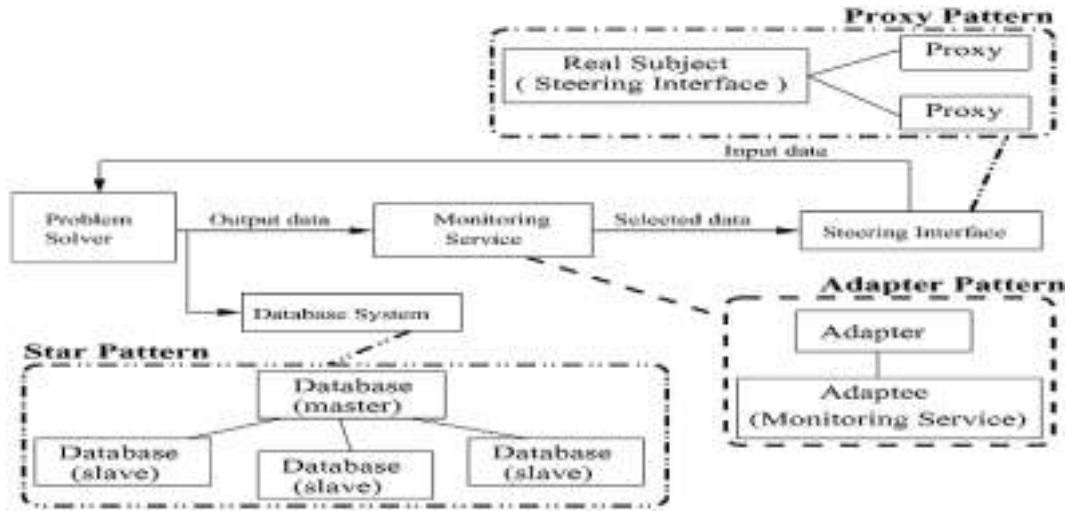 Proxy Pattern
Real Subject
( Steering Interface )
Proxy
Proxy
Input data
Problem
Solver
Output data
Monitoring
Service
Selected data
Steering Interface
Database System
Adapter Pattern
Adapter
Adaptee
(Monitoring Service)
Star Pattern
Database
(master)
Database
(slave)
Database
(slave)
Database
(slave)